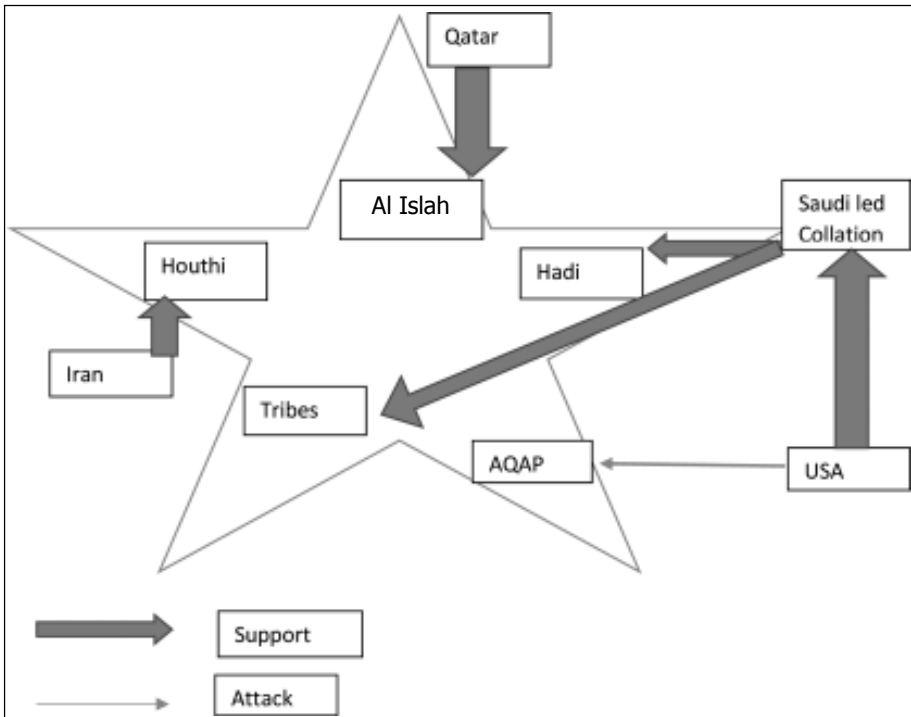 Qatar
Al Islah
Saudi led
Collation
Houthi
Hadi
Iran
Tribes
AQAP
USA
Support
Attack